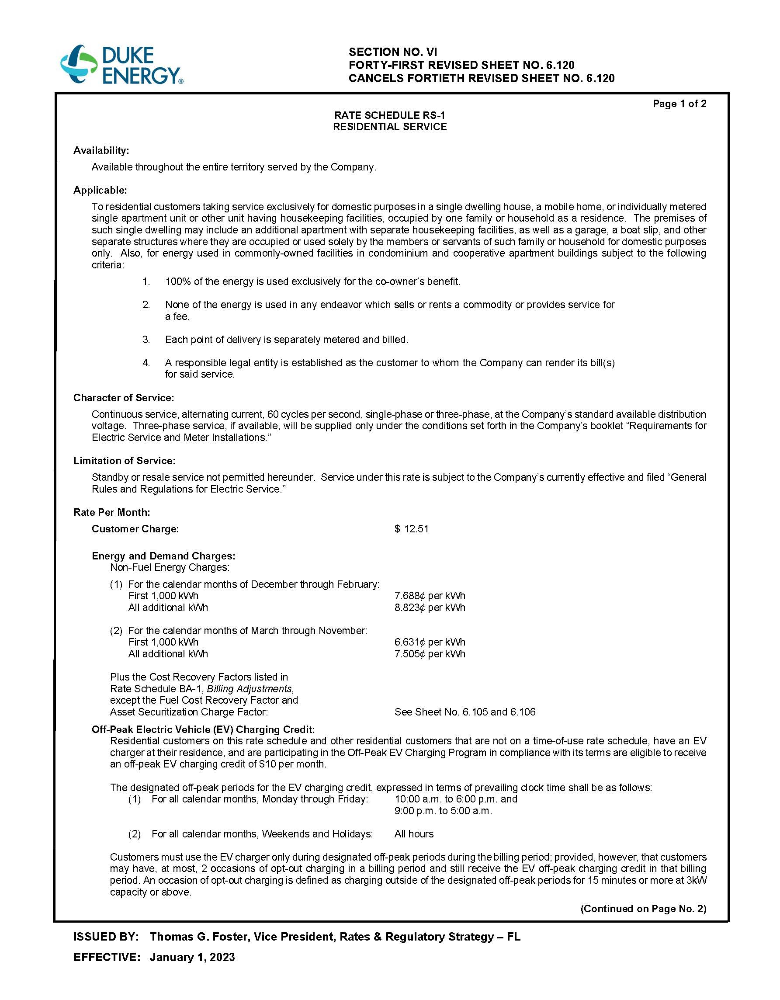 DUKE
ENERGY®
SECTION NO. VI
FORTY-FIRST REVISED SHEET NO. 6.120
CANCELS FORTIETH REVISED SHEET NO. 6.120
Page 1 of 2
RATE SCHEDULE RS-1
RESIDENTIAL SERVICE
Availability:
Available throughout the entire territory served by the Company.
Applicable:
To residential customers taking service exclusively for domestic purposes in a single dwelling house, a mobile home, or individually metered
single apartment unit or other unit having housekeeping facilities, occupied by one family or household as a residence. The premises of
such single dwelling may include an additional apartment with separate housekeeping facilities, as well as a garage, a boat slip, and other
separate structures where they are occupied or used solely by the members or servants of such family or household for domestic purposes
only. Also, for energy used in commonly-owned facilities in condominium and cooperative apartment buildings subject to the following
criteria:
1. 100% of the energy is used exclusively for the co-owner’s benefit.
2. None of the energy is used in any endeavor which sells or rents a commodity or provides service for
a fee.
3. Each point of delivery is separately metered and billed.
4. A responsible legal entity is established as the customer to whom the Company can render its bill(s)
for said service.
Character of Service:
Continuous service, alternating current, 60 cycles per second, single-phase or three-phase, at the Company’s standard available distribution
voltage. Three-phase service, if available, will be supplied only under the conditions set forth in the Company’s booklet “Requirements for
Electric Service and Meter Installations.”
Limitation of Service:
Standby or resale service not permitted hereunder. Service under this rate is subject to the Company’s currently effective and filed “General
Rules and Regulations for Electric Service.”
Rate Per Month:
Customer Charge: $ 12.51
Energy and Demand Charges:
Non-Fuel Energy Charges:
(1) For the calendar months of December through February:
First 1,000 kWh 7.688¢ per kWh
All additional kWh 8.823¢ per kWh
(2) For the calendar months of March through November:
First 1,000 kWh 6.631¢ per kWh
All additional kWh 7.505¢ per kWh
Plus the Cost Recovery Factors listed in
Rate Schedule BA-1, Billing Adjustments,
except the Fuel Cost Recovery Factor and
Asset Securitization Charge Factor: See Sheet No. 6.105 and 6.106
Off-Peak Electric Vehicle (EV) Charging Credit:
Residential customers on this rate schedule and other residential customers that are not on a time-of-use rate schedule, have an EV
charger at their residence, and are participating in the Off-Peak EV Charging Program in compliance with its terms are eligible to receive
an off-peak EV charging credit of $10 per month.
The designated off-peak periods for the EV charging credit, expressed in terms of prevailing clock time shall be as follows:
(1) For all calendar months, Monday through Friday: 10:00 a.m. to 6:00 p.m. and
9:00 p.m. to 5:00 a.m.
(2) For all calendar months, Weekends and Holidays: All hours
Customers must use the EV charger only during designated off-peak periods during the billing period; provided, however, that customers
may have, at most, 2 occasions of opt-out charging in a billing period and still receive the EV off-peak charging credit in that billing
period. An occasion of opt-out charging is defined as charging outside of the designated off-peak periods for 15 minutes or more at 3kW
capacity or above.
(Continued on Page No. 2)
ISSUED BY: Thomas G. Foster, Vice President, Rates & Regulatory Strategy – FL
EFFECTIVE: January 1, 2023